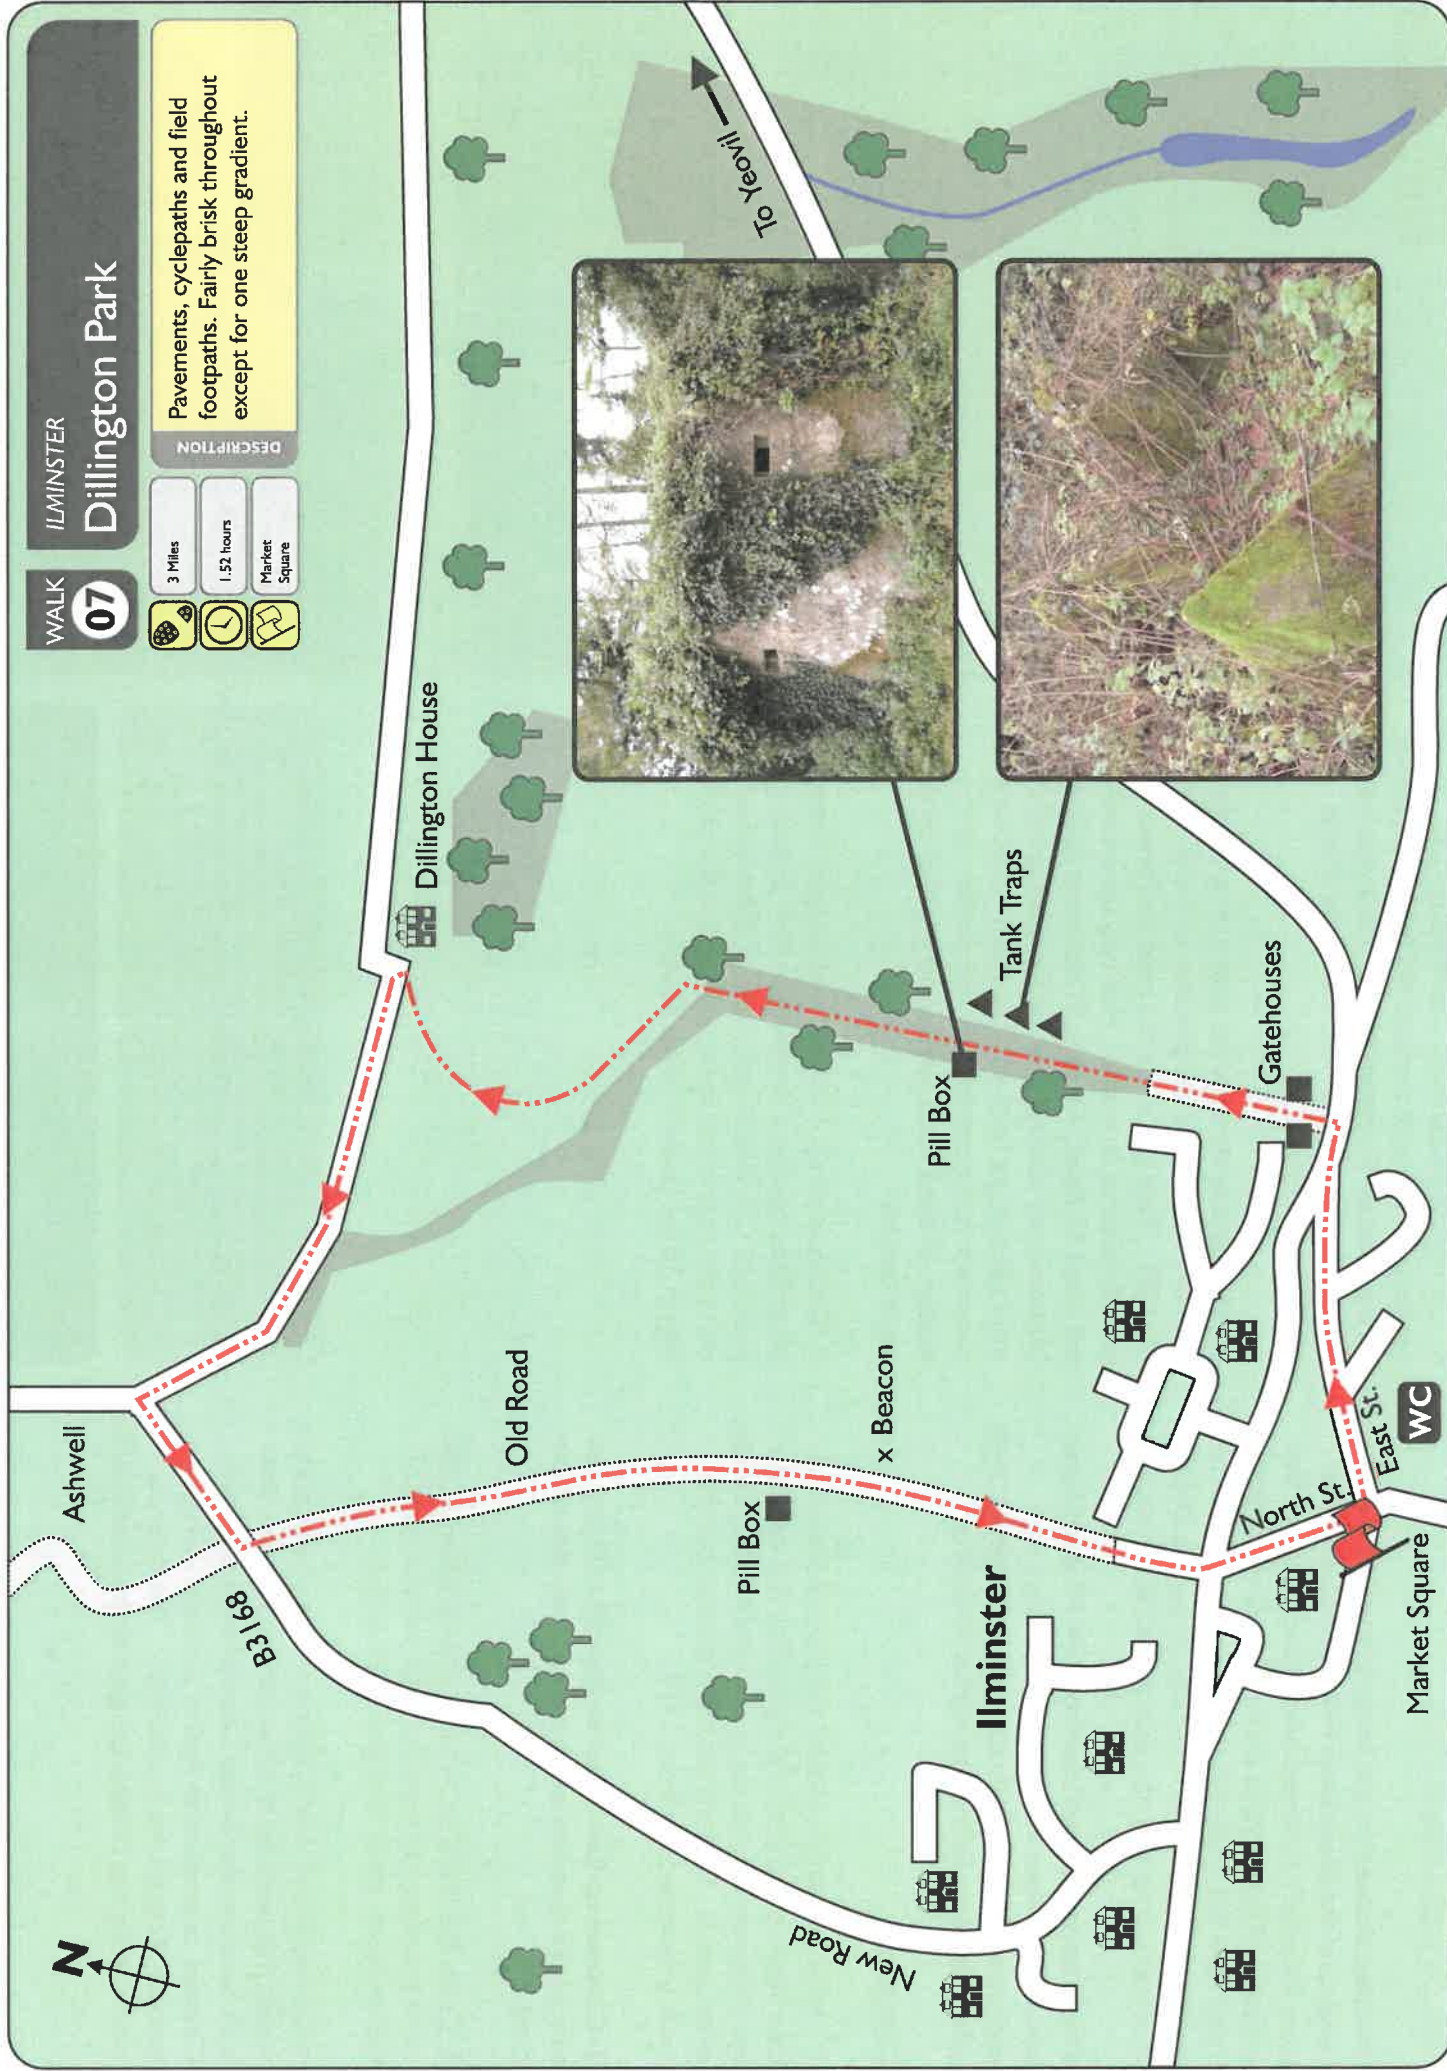 WALK
07
ILMINSTER
Dillington Park
3 Miles
1.52 hours
Market
Square
DESCRIPTION
Pavements, cyclepaths and field
footpaths. Fairly brisk throughout
except for one steep gradient.
N
Ashwell
B3168
Old Road
Dillington House
To Yeovil
Pill Box
x Beacon
Pill Box
Tank Traps
Gatehouses
New Road
Ilminster
North St.
East St.
WC
Market Square